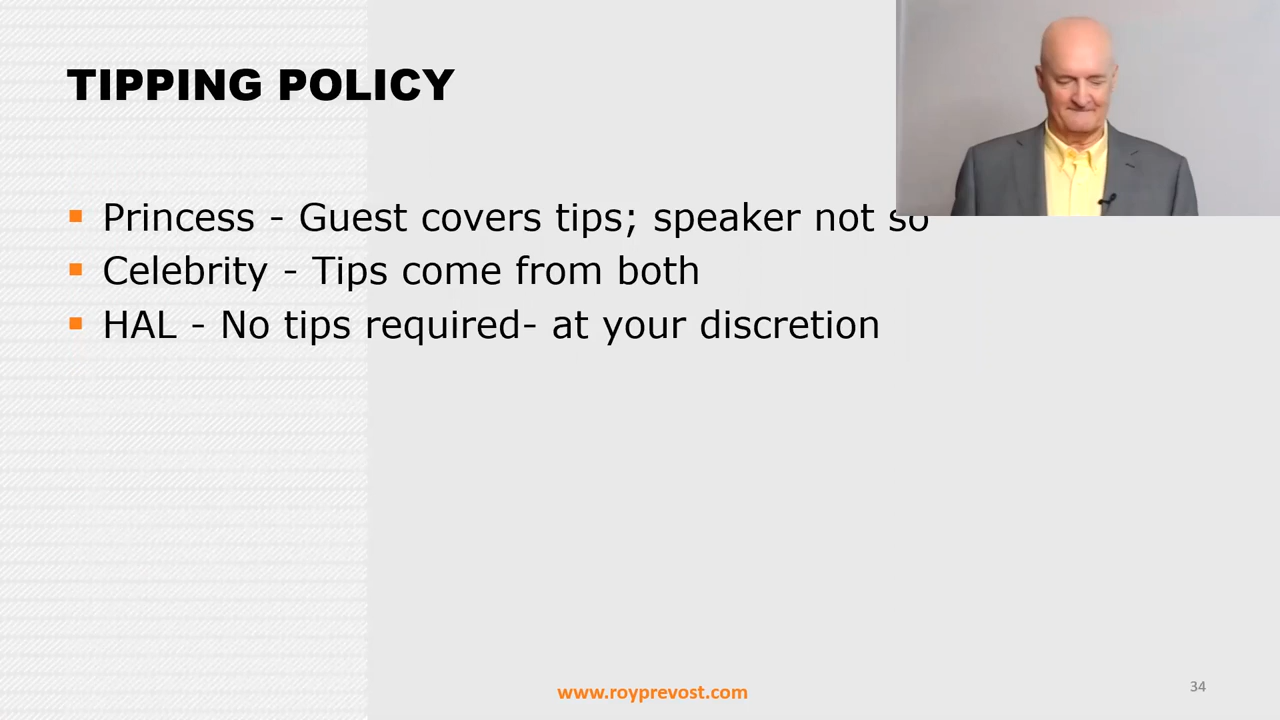 TIPPING POLICY
▪ Princess - Guest covers tips; speaker not so
▪ Celebrity - Tips come from both
▪ HAL - No tips required- at your discretion
www.royprevost.com
34